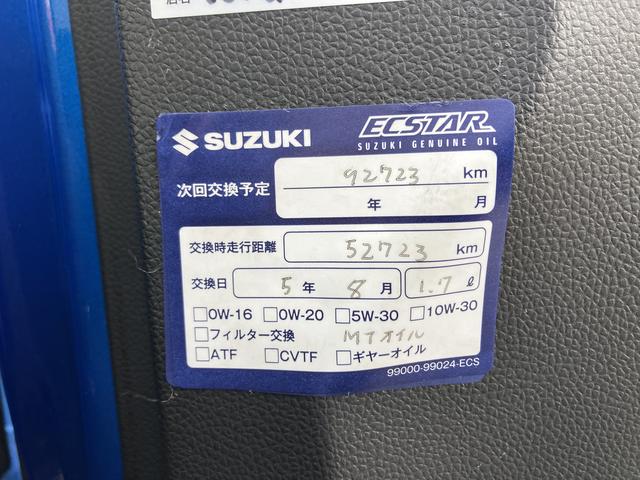 SUZUKI ECSTAR
SUZUKI GENUINE OIL
次回交換予定 92723 km
年 月
交換時走行距離 52723 km
交換日 5 年 8 月 1.7 ℓ
□0W-16 □0W-20 □5W-30 □10W-30
□フィルター交換 MTオイル
□ATF □CVTF □ギヤーオイル
99000-99024-ECS